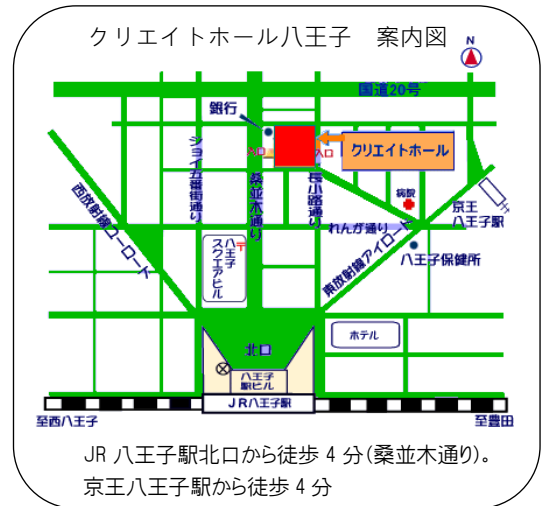 クリエイトホール八王子　案内図
N
国道20号
銀行
入口
入口
クリエイトホール
ジョイ五番街通り
桑並木通り
長小路通り
病院
京王
八王子駅
西放射線ユーロード
れんが通り
八王子保健所
東放射線アイロード
八王子
スクエアビル
〒
北口
ホテル
八王子
駅ビル
JR八王子駅
至西八王子
至豊田
JR 八王子駅北口から徒歩 4 分(桑並木通り)。
京王八王子駅から徒歩 4 分